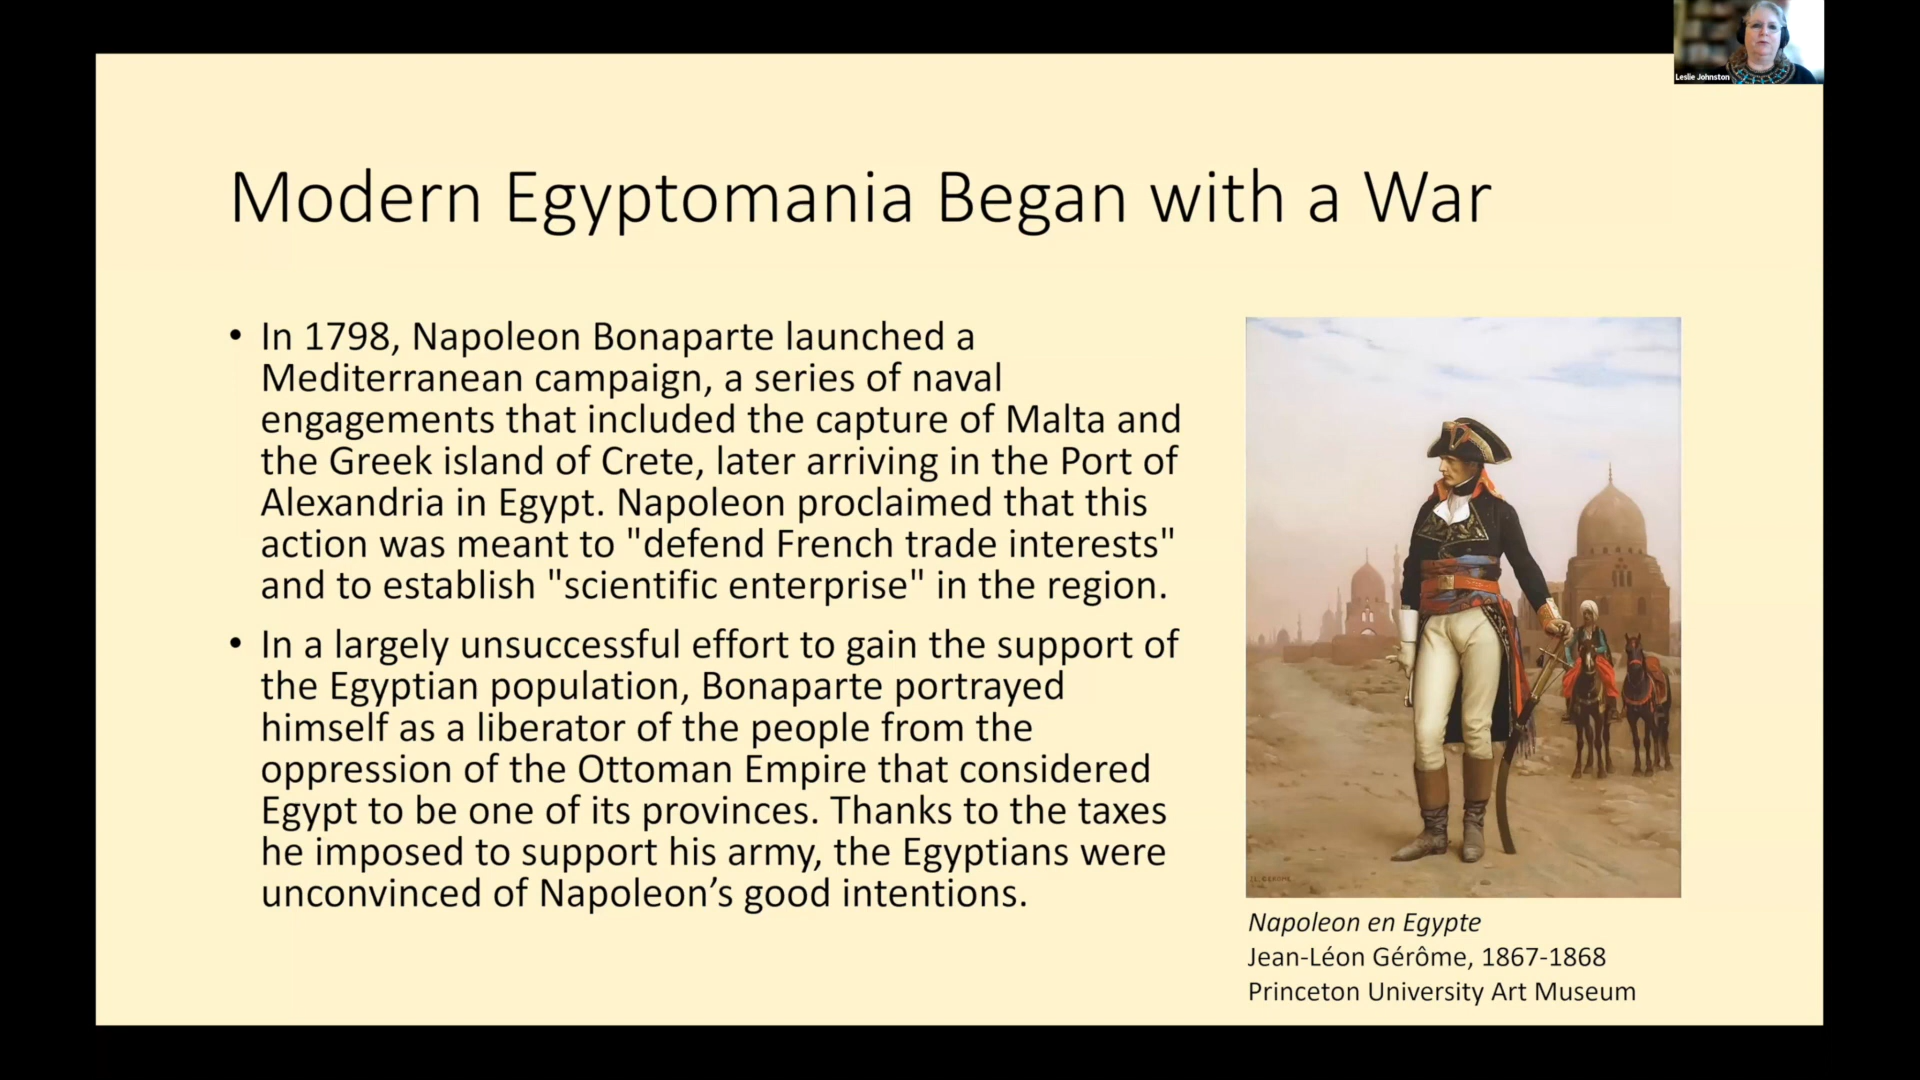 Leslie Johnston
Modern Egyptomania Began with a War
• In 1798, Napoleon Bonaparte launched a
Mediterranean campaign, a series of naval
engagements that included the capture of Malta and
the Greek island of Crete, later arriving in the Port of
Alexandria in Egypt. Napoleon proclaimed that this
action was meant to "defend French trade interests"
and to establish "scientific enterprise" in the region.
• In a largely unsuccessful effort to gain the support of
the Egyptian population, Bonaparte portrayed
himself as a liberator of the people from the
oppression of the Ottoman Empire that considered
Egypt to be one of its provinces. Thanks to the taxes
he imposed to support his army, the Egyptians were
unconvinced of Napoleon’s good intentions.
J.L. GEROME
Napoleon en Egypte
Jean-Léon Gérôme, 1867-1868
Princeton University Art Museum